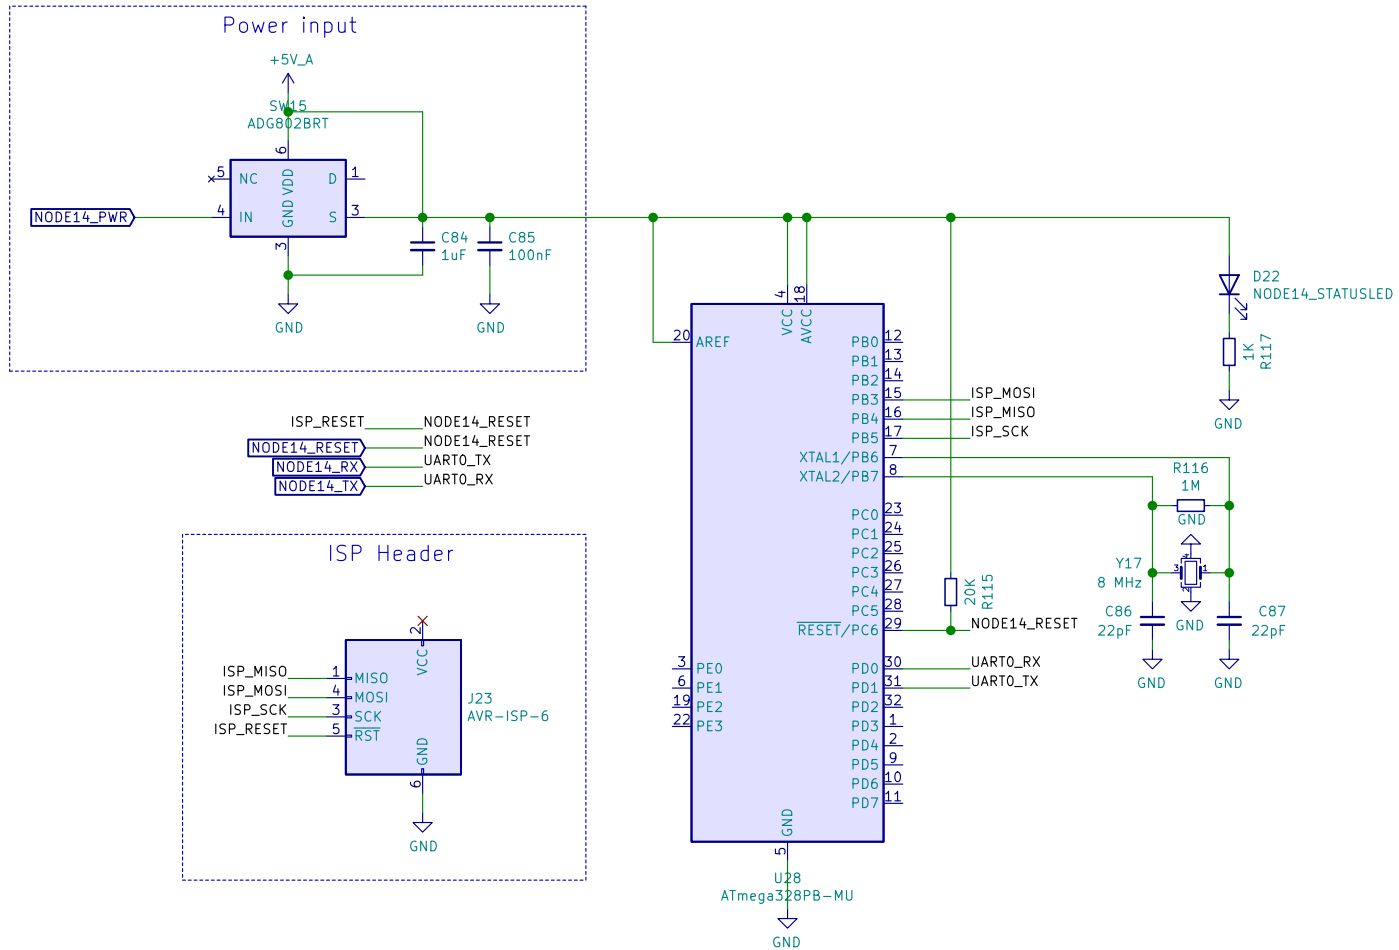 Power input
+5V_A
SW15
ADG802BRT
6
5
NC
VDD
D
1
NODE14_PWR
4
IN
GND
S
3
3
GND
C84
1uF
C85
100nF
GND
ISP_RESET
NODE14_RESET
NODE14_RESET
NODE14_RESET
NODE14_RX
UART0_TX
NODE14_TX
UART0_RX
ISP Header
2
VCC
ISP_MISO
1
MISO
ISP_MOSI
4
MOSI
ISP_SCK
3
SCK
ISP_RESET
5
RST
J23
AVR-ISP-6
GND
6
GND
4
18
VCC
AVCC
20
AREF
PB0
12
PB1
13
PB2
14
PB3
15
ISP_MOSI
PB4
16
ISP_MISO
PB5
17
ISP_SCK
XTAL1/PB6
7
XTAL2/PB7
8
PC0
23
PC1
24
PC2
25
PC3
26
PC4
27
PC5
28
RESET/PC6
29
NODE14_RESET
3
PE0
6
PE1
19
PE2
22
PE3
PD0
30
UART0_RX
PD1
31
UART0_TX
PD2
32
PD3
1
PD4
2
PD5
9
PD6
10
PD7
11
GND
5
U28
ATmega328PB-MU
GND
20K
R115
D22
NODE14_STATUSLED
1K
R117
GND
R116
1M
GND
Y17
8 MHz
4
3
1
2
GND
C86
22pF
GND
C87
22pF
GND